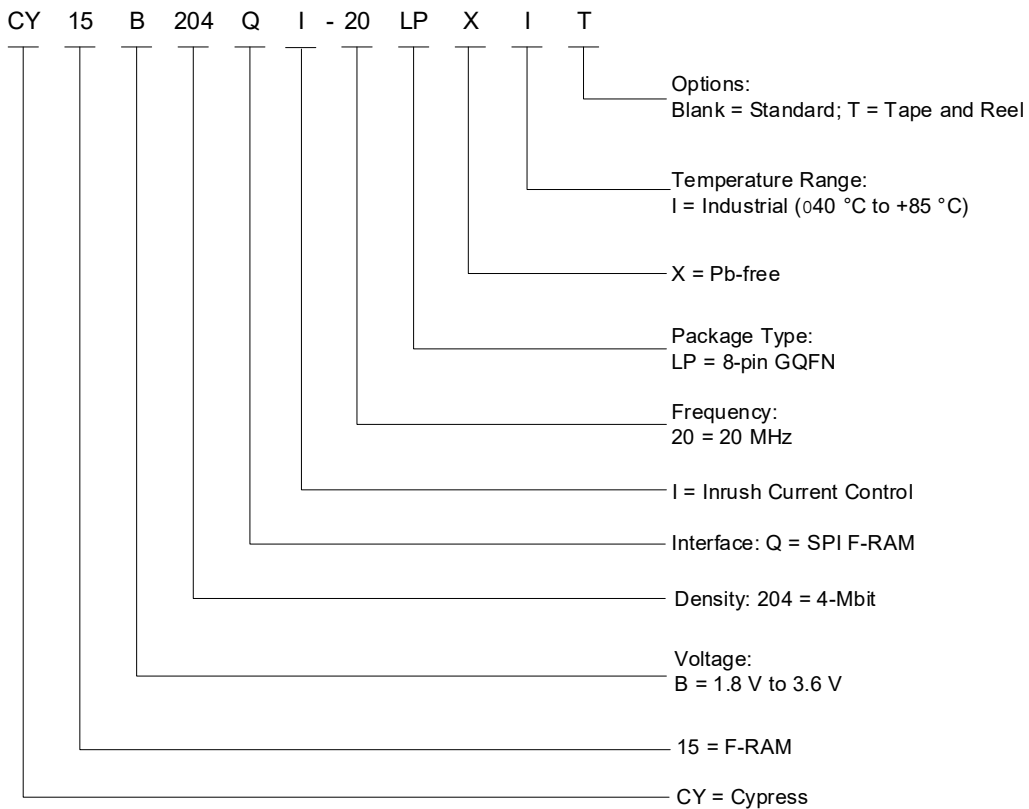 CY 15 B 204 Q I - 20 LP X I T
Options:
Blank = Standard; T = Tape and Reel
Temperature Range:
I = Industrial (040 °C to +85 °C)
X = Pb-free
Package Type:
LP = 8-pin GQFN
Frequency:
20 = 20 MHz
I = Inrush Current Control
Interface: Q = SPI F-RAM
Density: 204 = 4-Mbit
Voltage:
B = 1.8 V to 3.6 V
15 = F-RAM
CY = Cypress